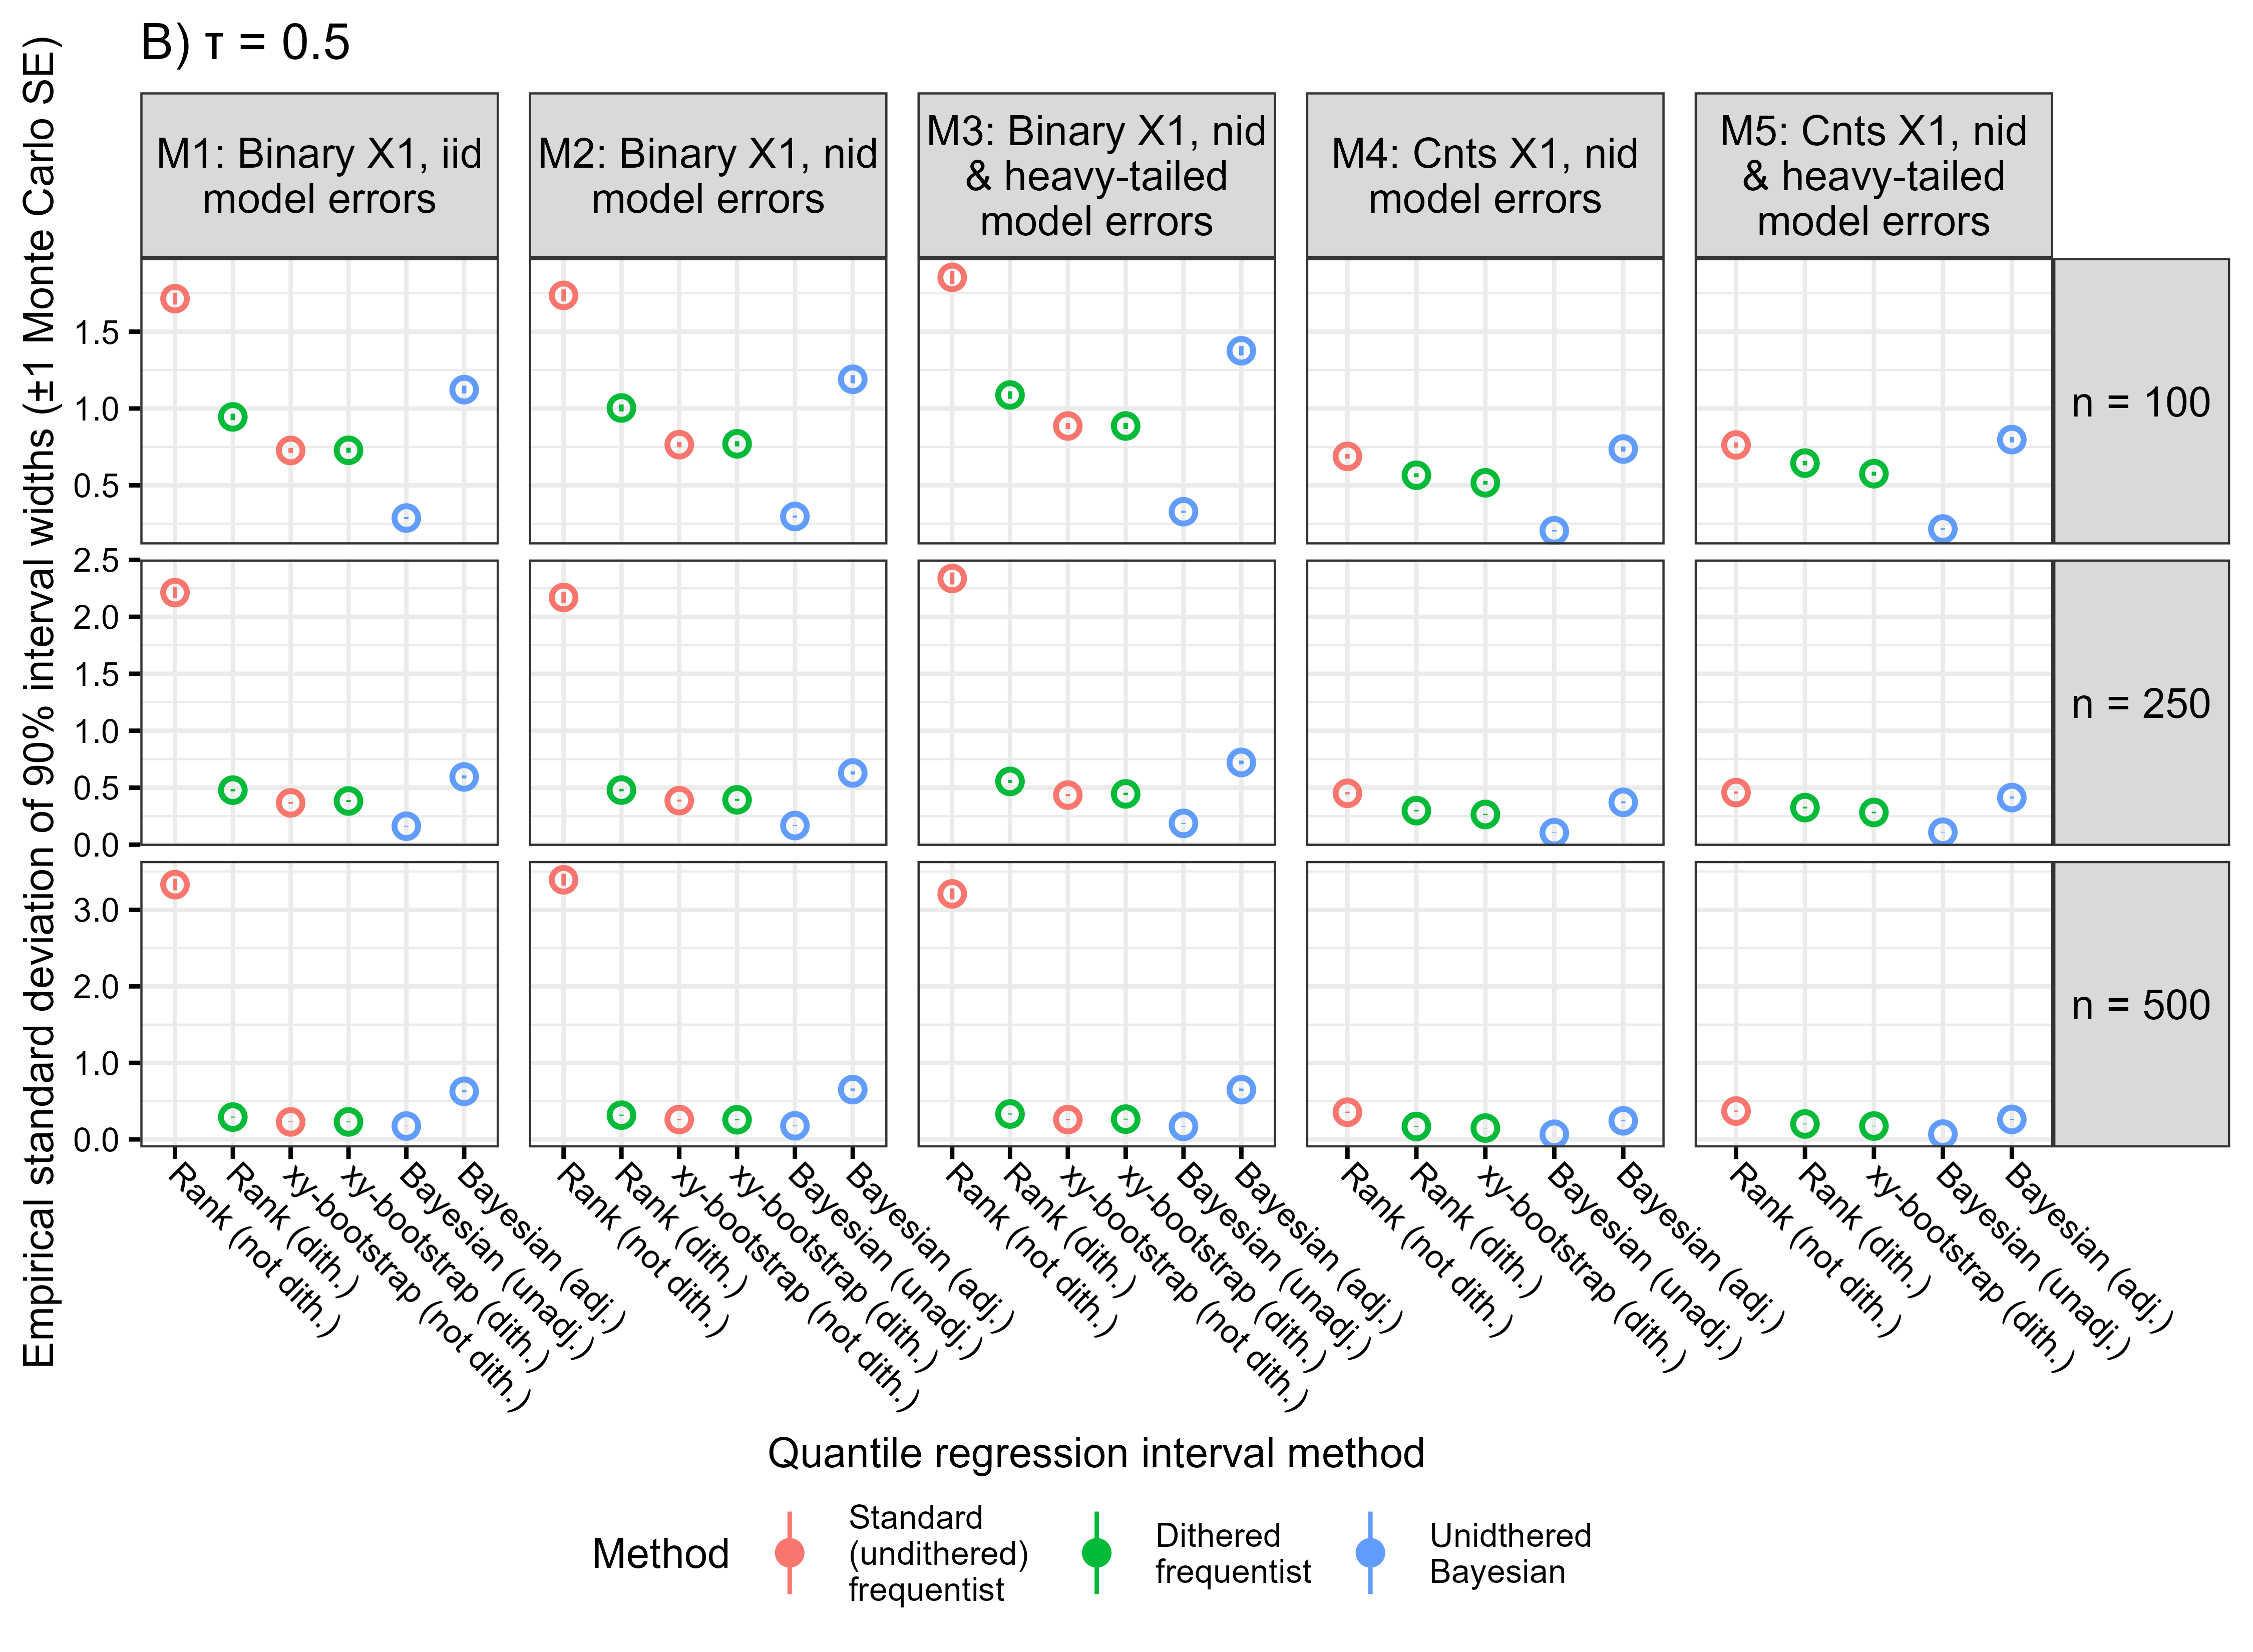 B) τ = 0.5
Empirical standard deviation of 90% interval widths (±1 Monte Carlo SE)
M1: Binary X1, iid
model errors
M2: Binary X1, nid
model errors
M3: Binary X1, nid
& heavy-tailed
model errors
M4: Cnts X1, nid
model errors
M5: Cnts X1, nid
& heavy-tailed
model errors
1.5
1.0
0.5
n = 100
2.5
2.0
1.5
1.0
0.5
0.0
n = 250
3.0
2.0
1.0
0.0
n = 500
Rank (not dith.)
Rank (dith.)
xy-bootstrap (not dith.)
xy-bootstrap (dith.)
Bayesian (unadj.)
Bayesian (adj.)
Rank (not dith.)
Rank (dith.)
xy-bootstrap (not dith.)
xy-bootstrap (dith.)
Bayesian (unadj.)
Bayesian (adj.)
Rank (not dith.)
Rank (dith.)
xy-bootstrap (not dith.)
xy-bootstrap (dith.)
Bayesian (unadj.)
Bayesian (adj.)
Rank (not dith.)
Rank (dith.)
xy-bootstrap (dith.)
Bayesian (unadj.)
Bayesian (adj.)
Rank (not dith.)
Rank (dith.)
xy-bootstrap (dith.)
Bayesian (unadj.)
Bayesian (adj.)
Quantile regression interval method
Method
Standard
(undithered)
frequentist
Dithered
frequentist
Unidthered
Bayesian